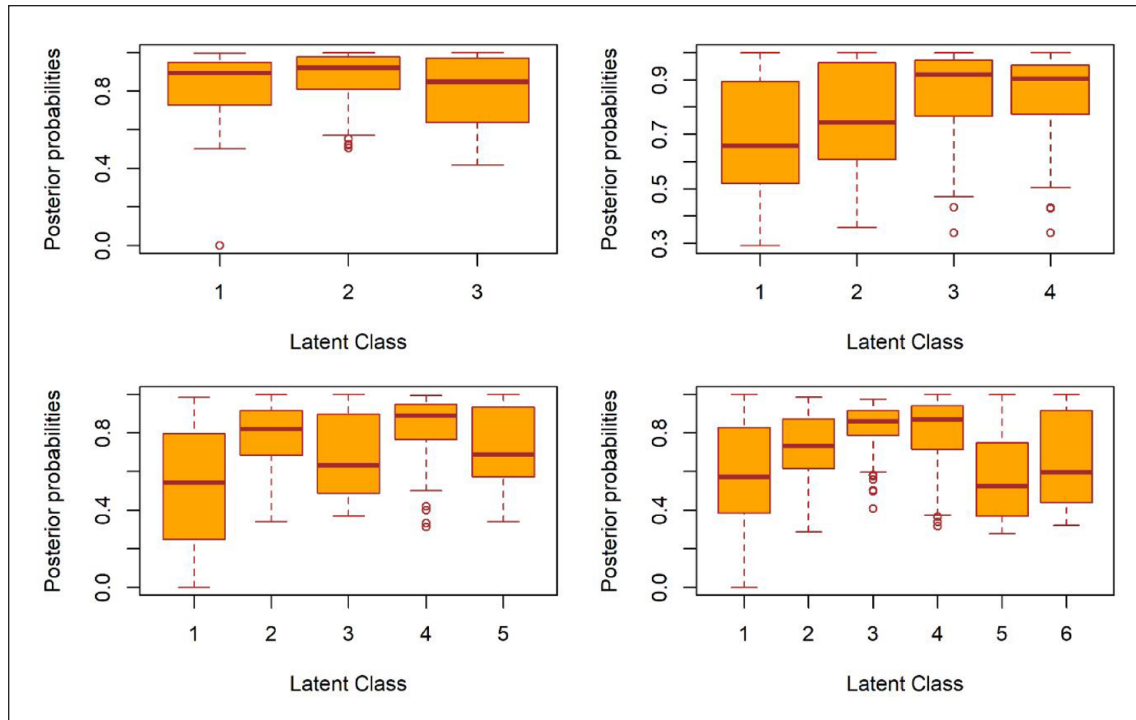 Posterior probabilities
0.8
0.4
0.0
1 2 3
Latent Class
Posterior probabilities
0.9
0.7
0.5
0.3
1 2 3 4
Latent Class
Posterior probabilities
0.8
0.4
0.0
1 2 3 4 5
Latent Class
Posterior probabilities
0.8
0.4
0.0
1 2 3 4 5 6
Latent Class